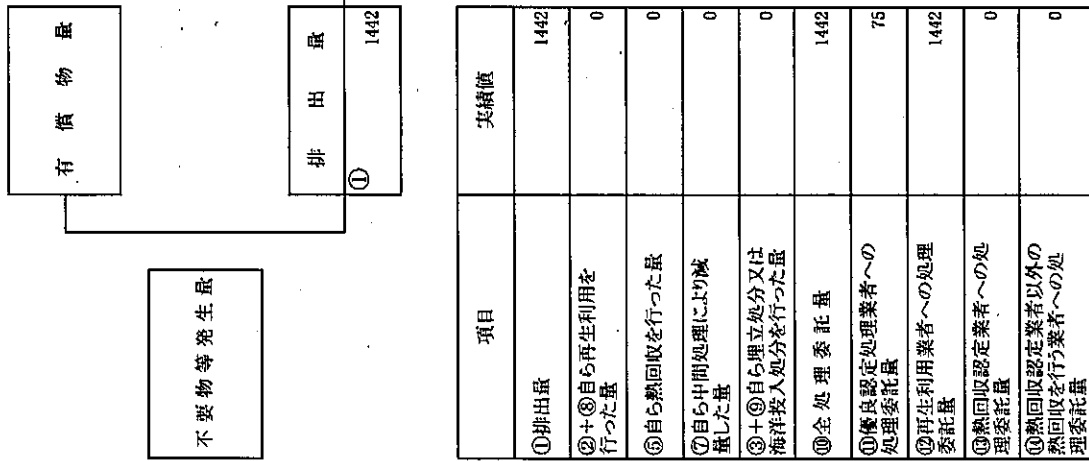 有償物量
不要物等発生量
排出量
①
1442
項目 実績値
①排出量 1442
②+⑧自ら再生利用を
行った量 0
⑤自ら熱回収を行った量 0
⑦自ら中間処理により減
量した量 0
③+⑨自ら埋立処分又は
海洋投入処分を行った量 0
⑩全処理委託量 1442
⑪優良認定処理業者への
処理委託量 75
⑫再生利用業者への処理
委託量 1442
⑬熱回収認定業者への処
理委託量 0
⑭熱回収認定業者以外の
熱回収を行う業者への処
理委託量 0